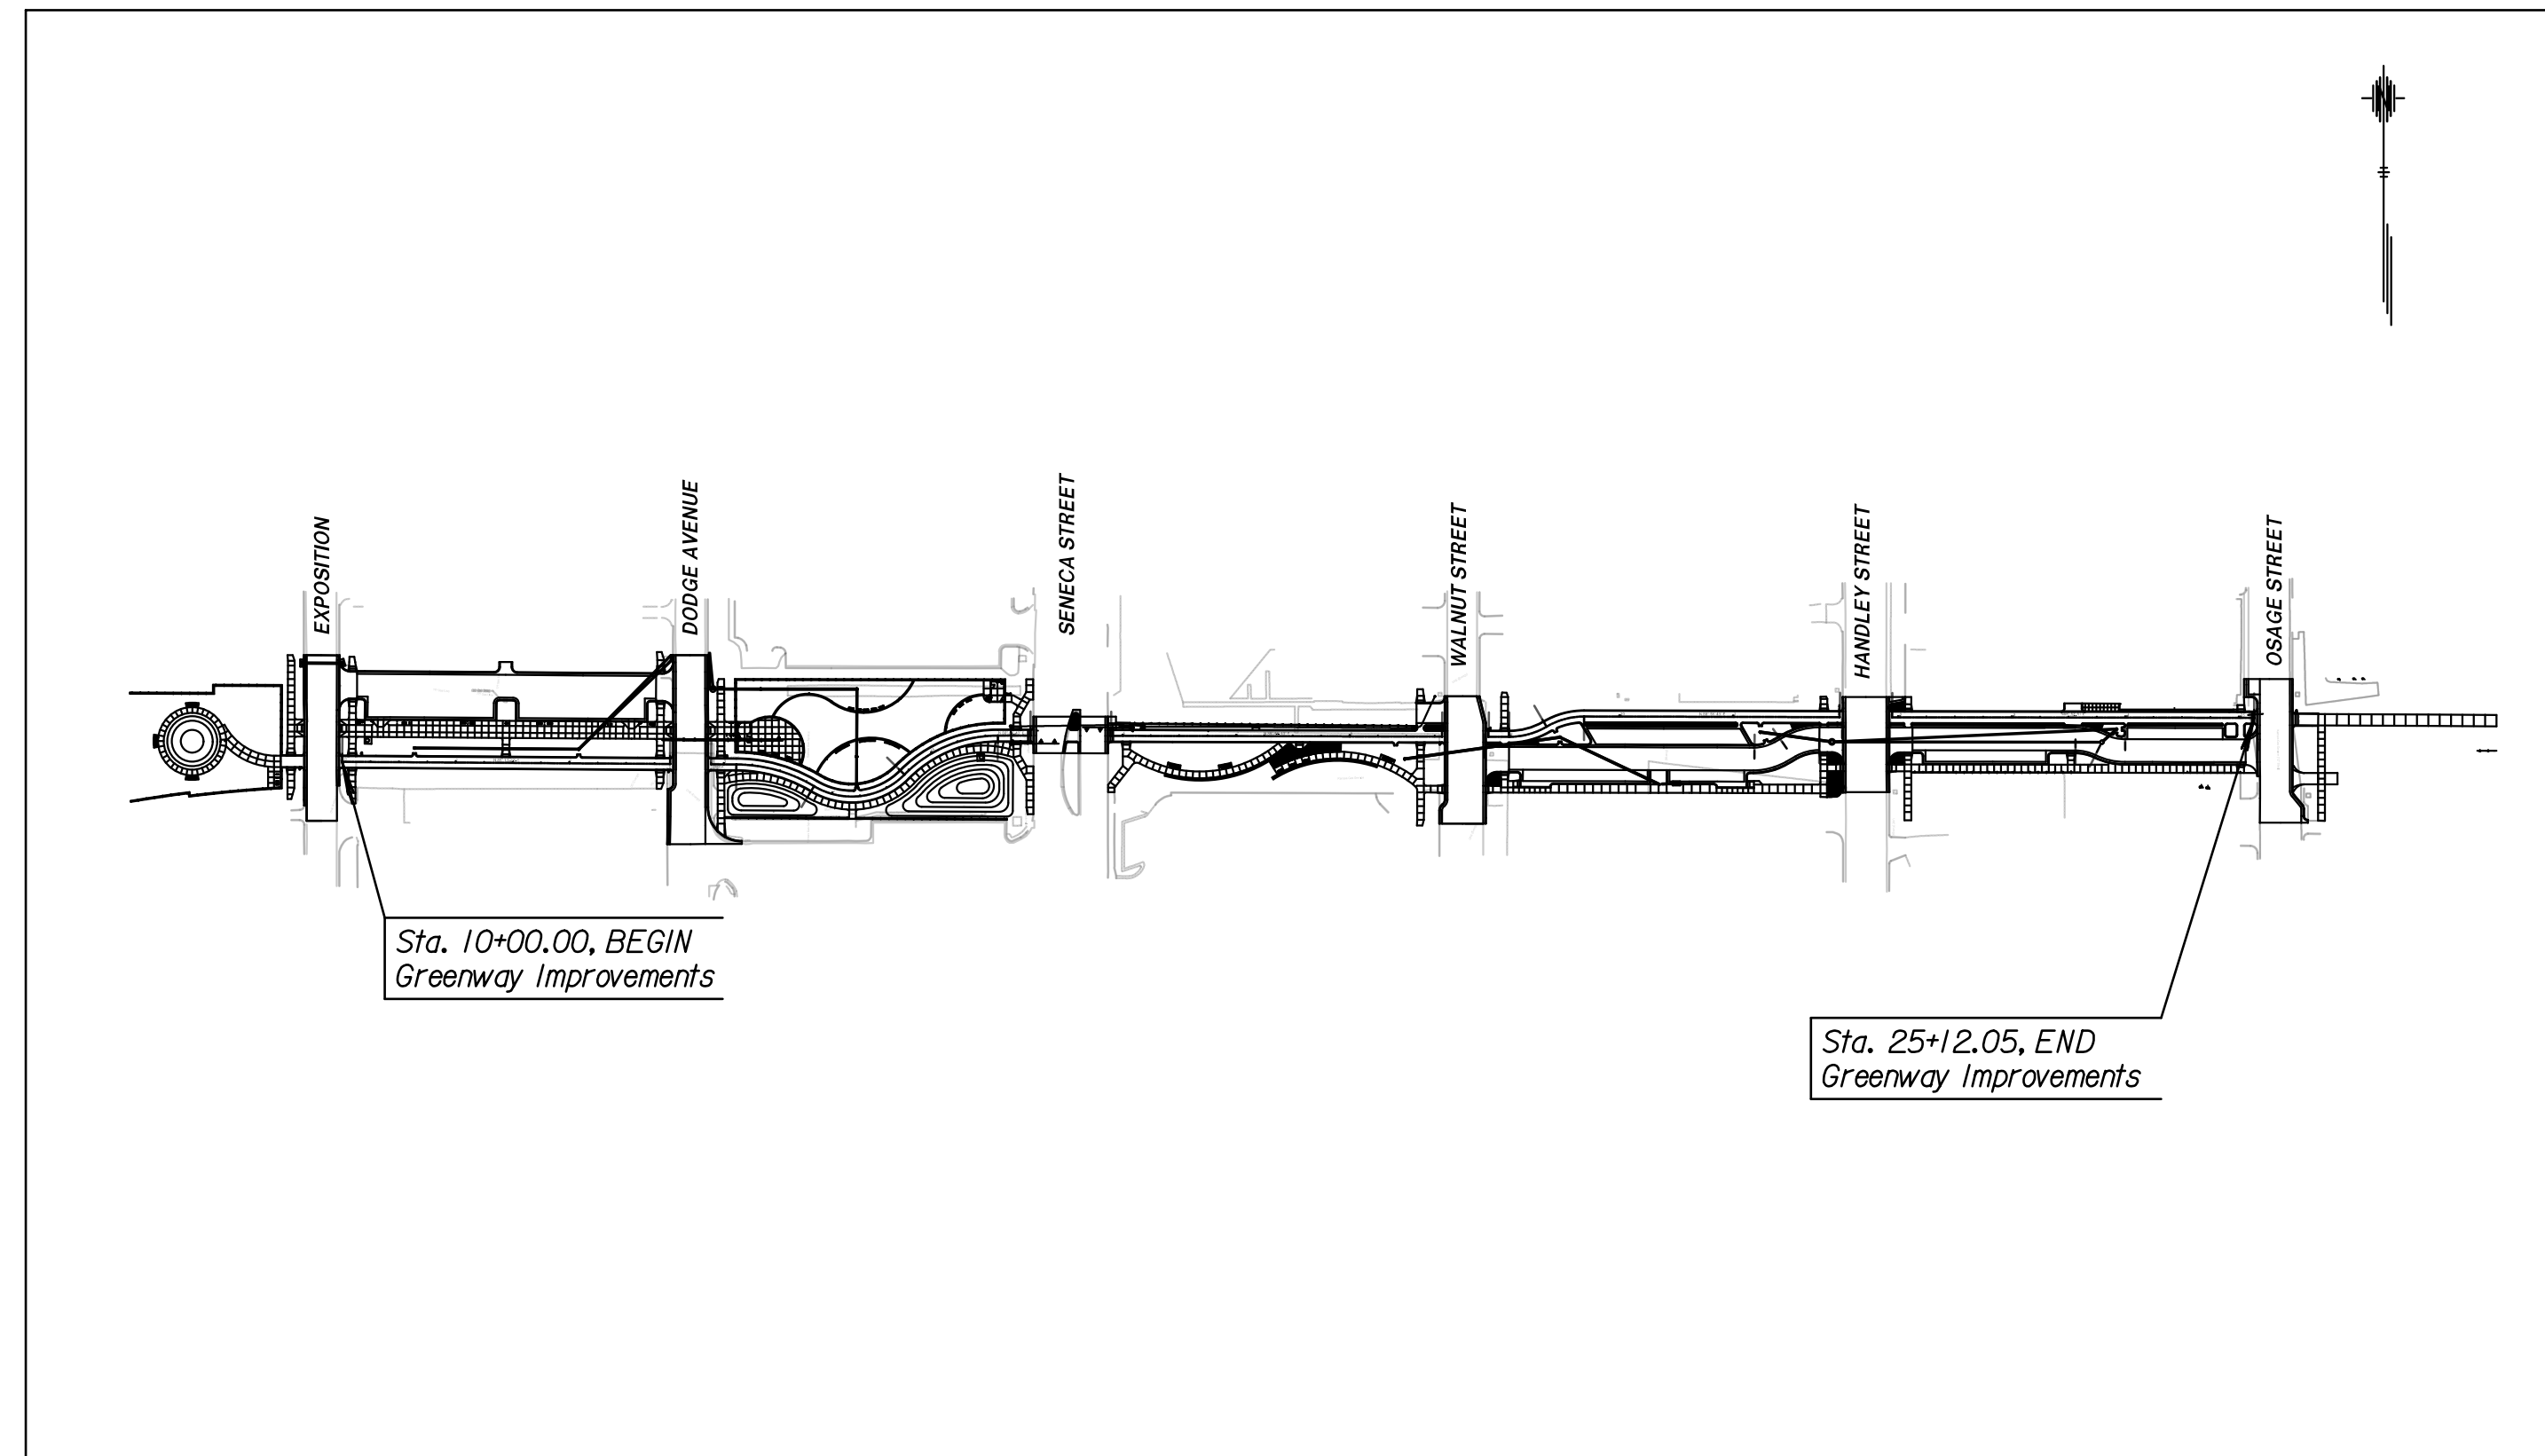 N
EXPOSITION
DODGE AVENUE
SENECA STREET
WALNUT STREET
HANDLEY STREET
OSAGE STREET
Sta. 10+00.00, BEGIN
Greenway Improvements
Sta. 25+12.05, END
Greenway Improvements